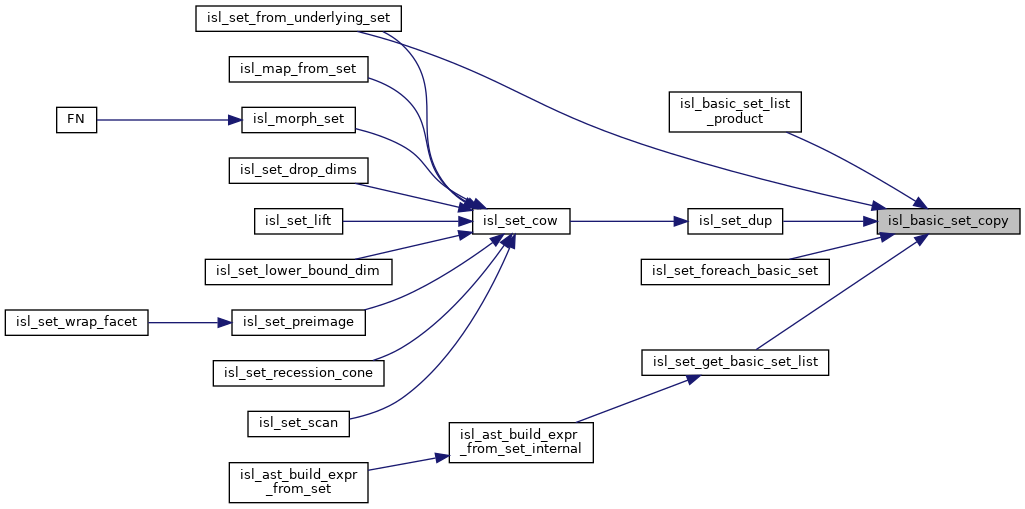 isl_set_from_underlying_set
isl_map_from_set
isl_basic_set_list
_product
FN
isl_morph_set
isl_set_drop_dims
isl_set_lift
isl_set_cow
isl_set_dup
isl_basic_set_copy
isl_set_lower_bound_dim
isl_set_foreach_basic_set
isl_set_wrap_facet
isl_set_preimage
isl_set_recession_cone
isl_set_get_basic_set_list
isl_set_scan
isl_ast_build_expr
_from_set_internal
isl_ast_build_expr
_from_set